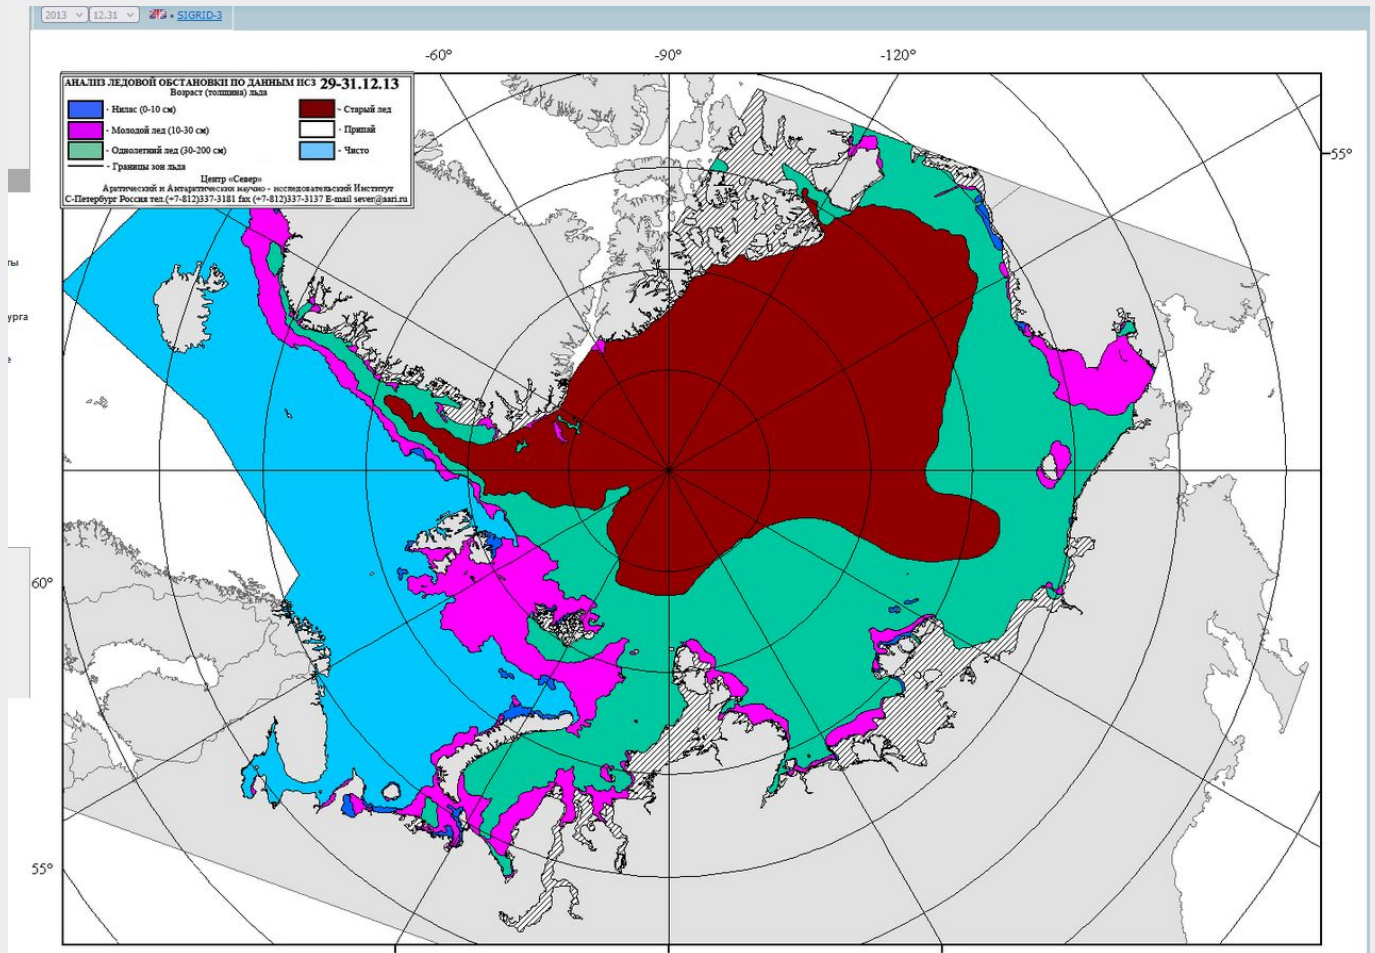 2013 12.31 • SIGRID-3
-60° -90° -120°
АНАЛИЗ ЛЕДОВОЙ ОБСТАНОВКИ ПО ДАННЫМ ИСЗ 29-31.12.13
Возраст (толщина) льда
- Нилас (0-10 см) - Старый лед
- Молодой лед (10-30 см) - Припай
- Однолетний лед (30-200 см) - Чисто
- Границы зон льда
Центр «Север»
Арктический и Антарктический научно - исследовательский Институт
С-Петербург Россия тел.(+7-812)337-3181 fax (+7-812)337-3137 E-mail sever@aari.ru
55°
ты
урга
е
60°
55°